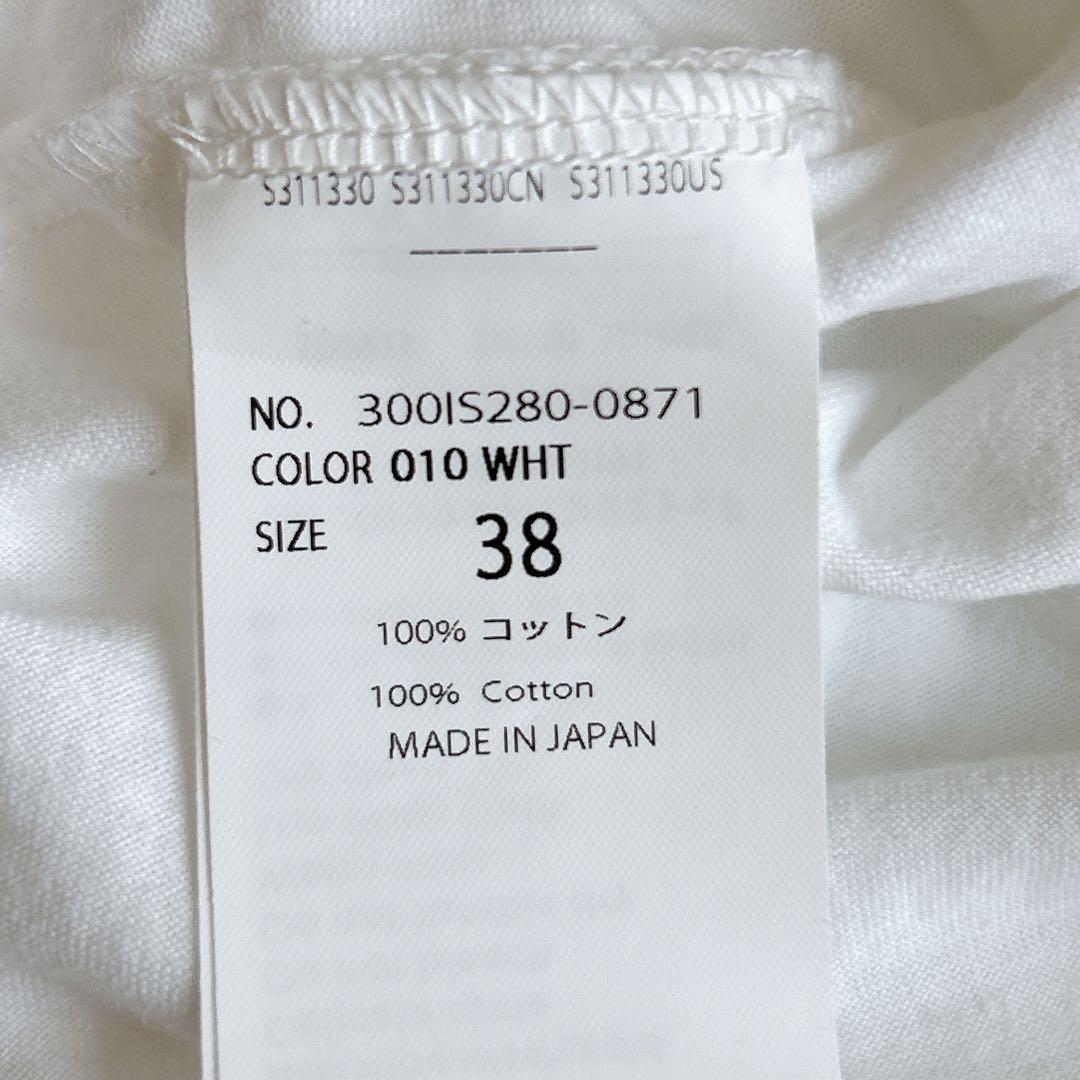 S311330 S311330CN S311330US
NO. 300IS280-0871
COLOR 010 WHT
SIZE 38
100% コットン
100% Cotton
MADE IN JAPAN